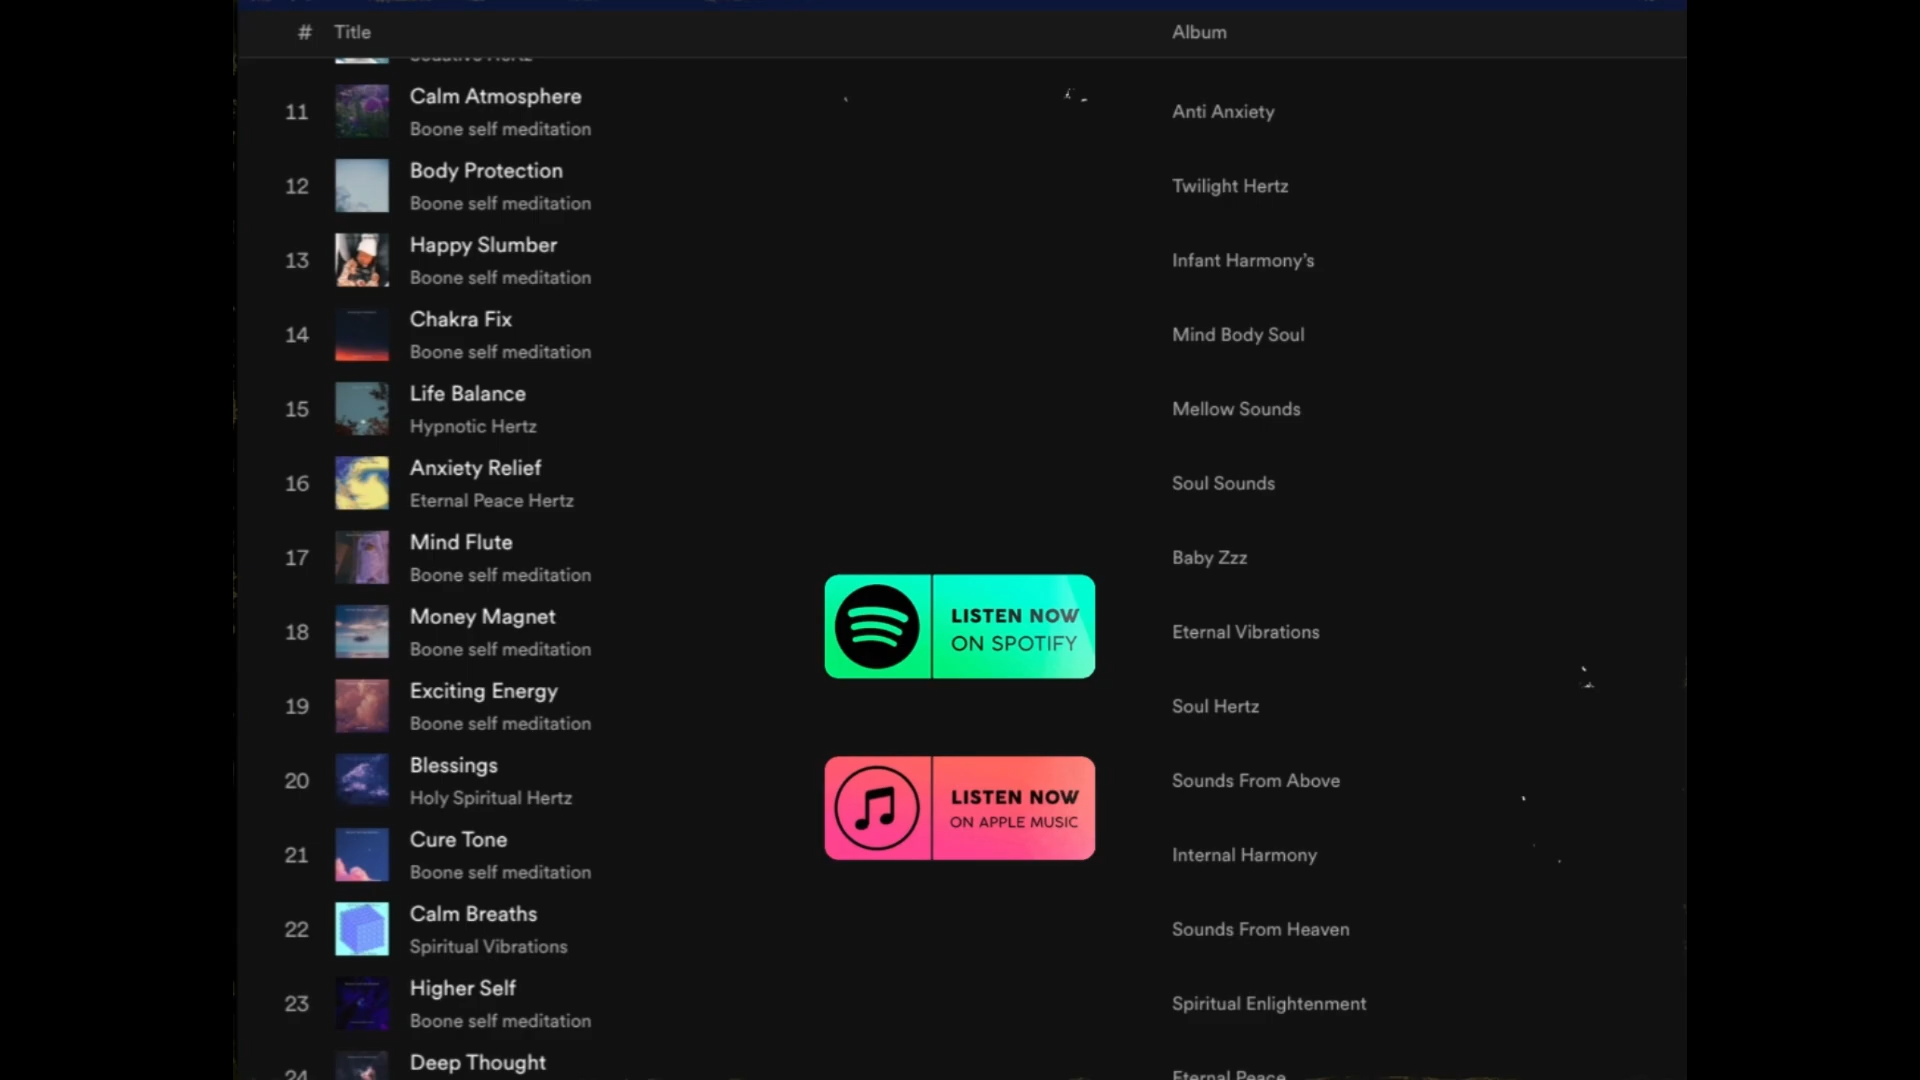 # Title Album
Sedative Hertz
11 Calm Atmosphere Anti Anxiety
Boone self meditation
12 Body Protection Twilight Hertz
Boone self meditation
13 Happy Slumber Infant Harmony’s
Boone self meditation
14 Chakra Fix Mind Body Soul
Boone self meditation
15 Life Balance Mellow Sounds
Hypnotic Hertz
16 Anxiety Relief Soul Sounds
Eternal Peace Hertz
17 Mind Flute Baby Zzz
Boone self meditation
LISTEN NOW
ON SPOTIFY
18 Money Magnet Eternal Vibrations
Boone self meditation
19 Exciting Energy Soul Hertz
Boone self meditation
20 Blessings Sounds From Above
Holy Spiritual Hertz
LISTEN NOW
ON APPLE MUSIC
21 Cure Tone Internal Harmony
Boone self meditation
22 Calm Breaths Sounds From Heaven
Spiritual Vibrations
23 Higher Self Spiritual Enlightenment
Boone self meditation
24 Deep Thought Eternal Peace